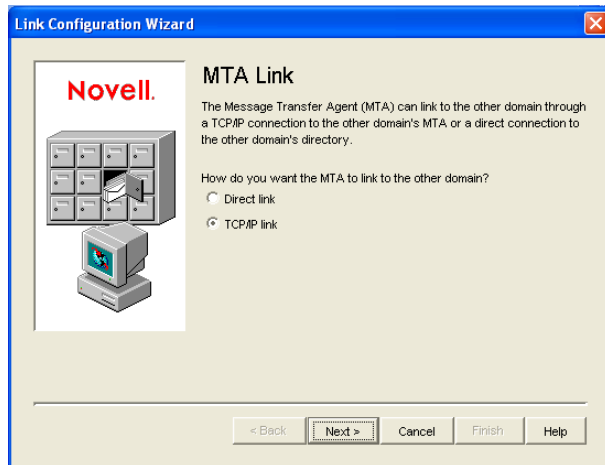 Link Configuration Wizard
Novell.
MTA Link
The Message Transfer Agent (MTA) can link to the other domain through
a TCP/IP connection to the other domain's MTA or a direct connection to
the other domain's directory.
How do you want the MTA to link to the other domain?
Direct link
TCP/IP link
< Back
Next >
Cancel
Finish
Help